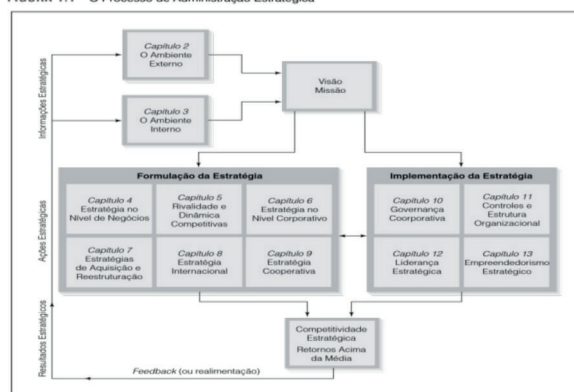 FIGURA 1.1 O Processo de Administração Estratégica
Informações Estratégicas
Capítulo 2
O Ambiente
Externo
Capítulo 3
O Ambiente
Interno
Visão
Missão
Ações Estratégicas
Formulação da Estratégia
Capítulo 4
Estratégia no
Nível de Negócios
Capítulo 5
Rivalidade e
Dinâmica
Competitivas
Capítulo 6
Estratégia no
Nível Corporativo
Capítulo 7
Estratégias
de Aquisição e
Reestruturação
Capítulo 8
Estratégia
Internacional
Capítulo 9
Estratégia
Cooperativa
Implementação da Estratégia
Capítulo 10
Governança
Coorporativa
Capítulo 11
Controles e
Estrutura
Organizacional
Capítulo 12
Liderança
Estratégica
Capítulo 13
Empreendedorismo
Estratégico
Resultados Estratégicos
Competitividade
Estratégica
Retornos Acima
da Média
Feedback (ou realimentação)